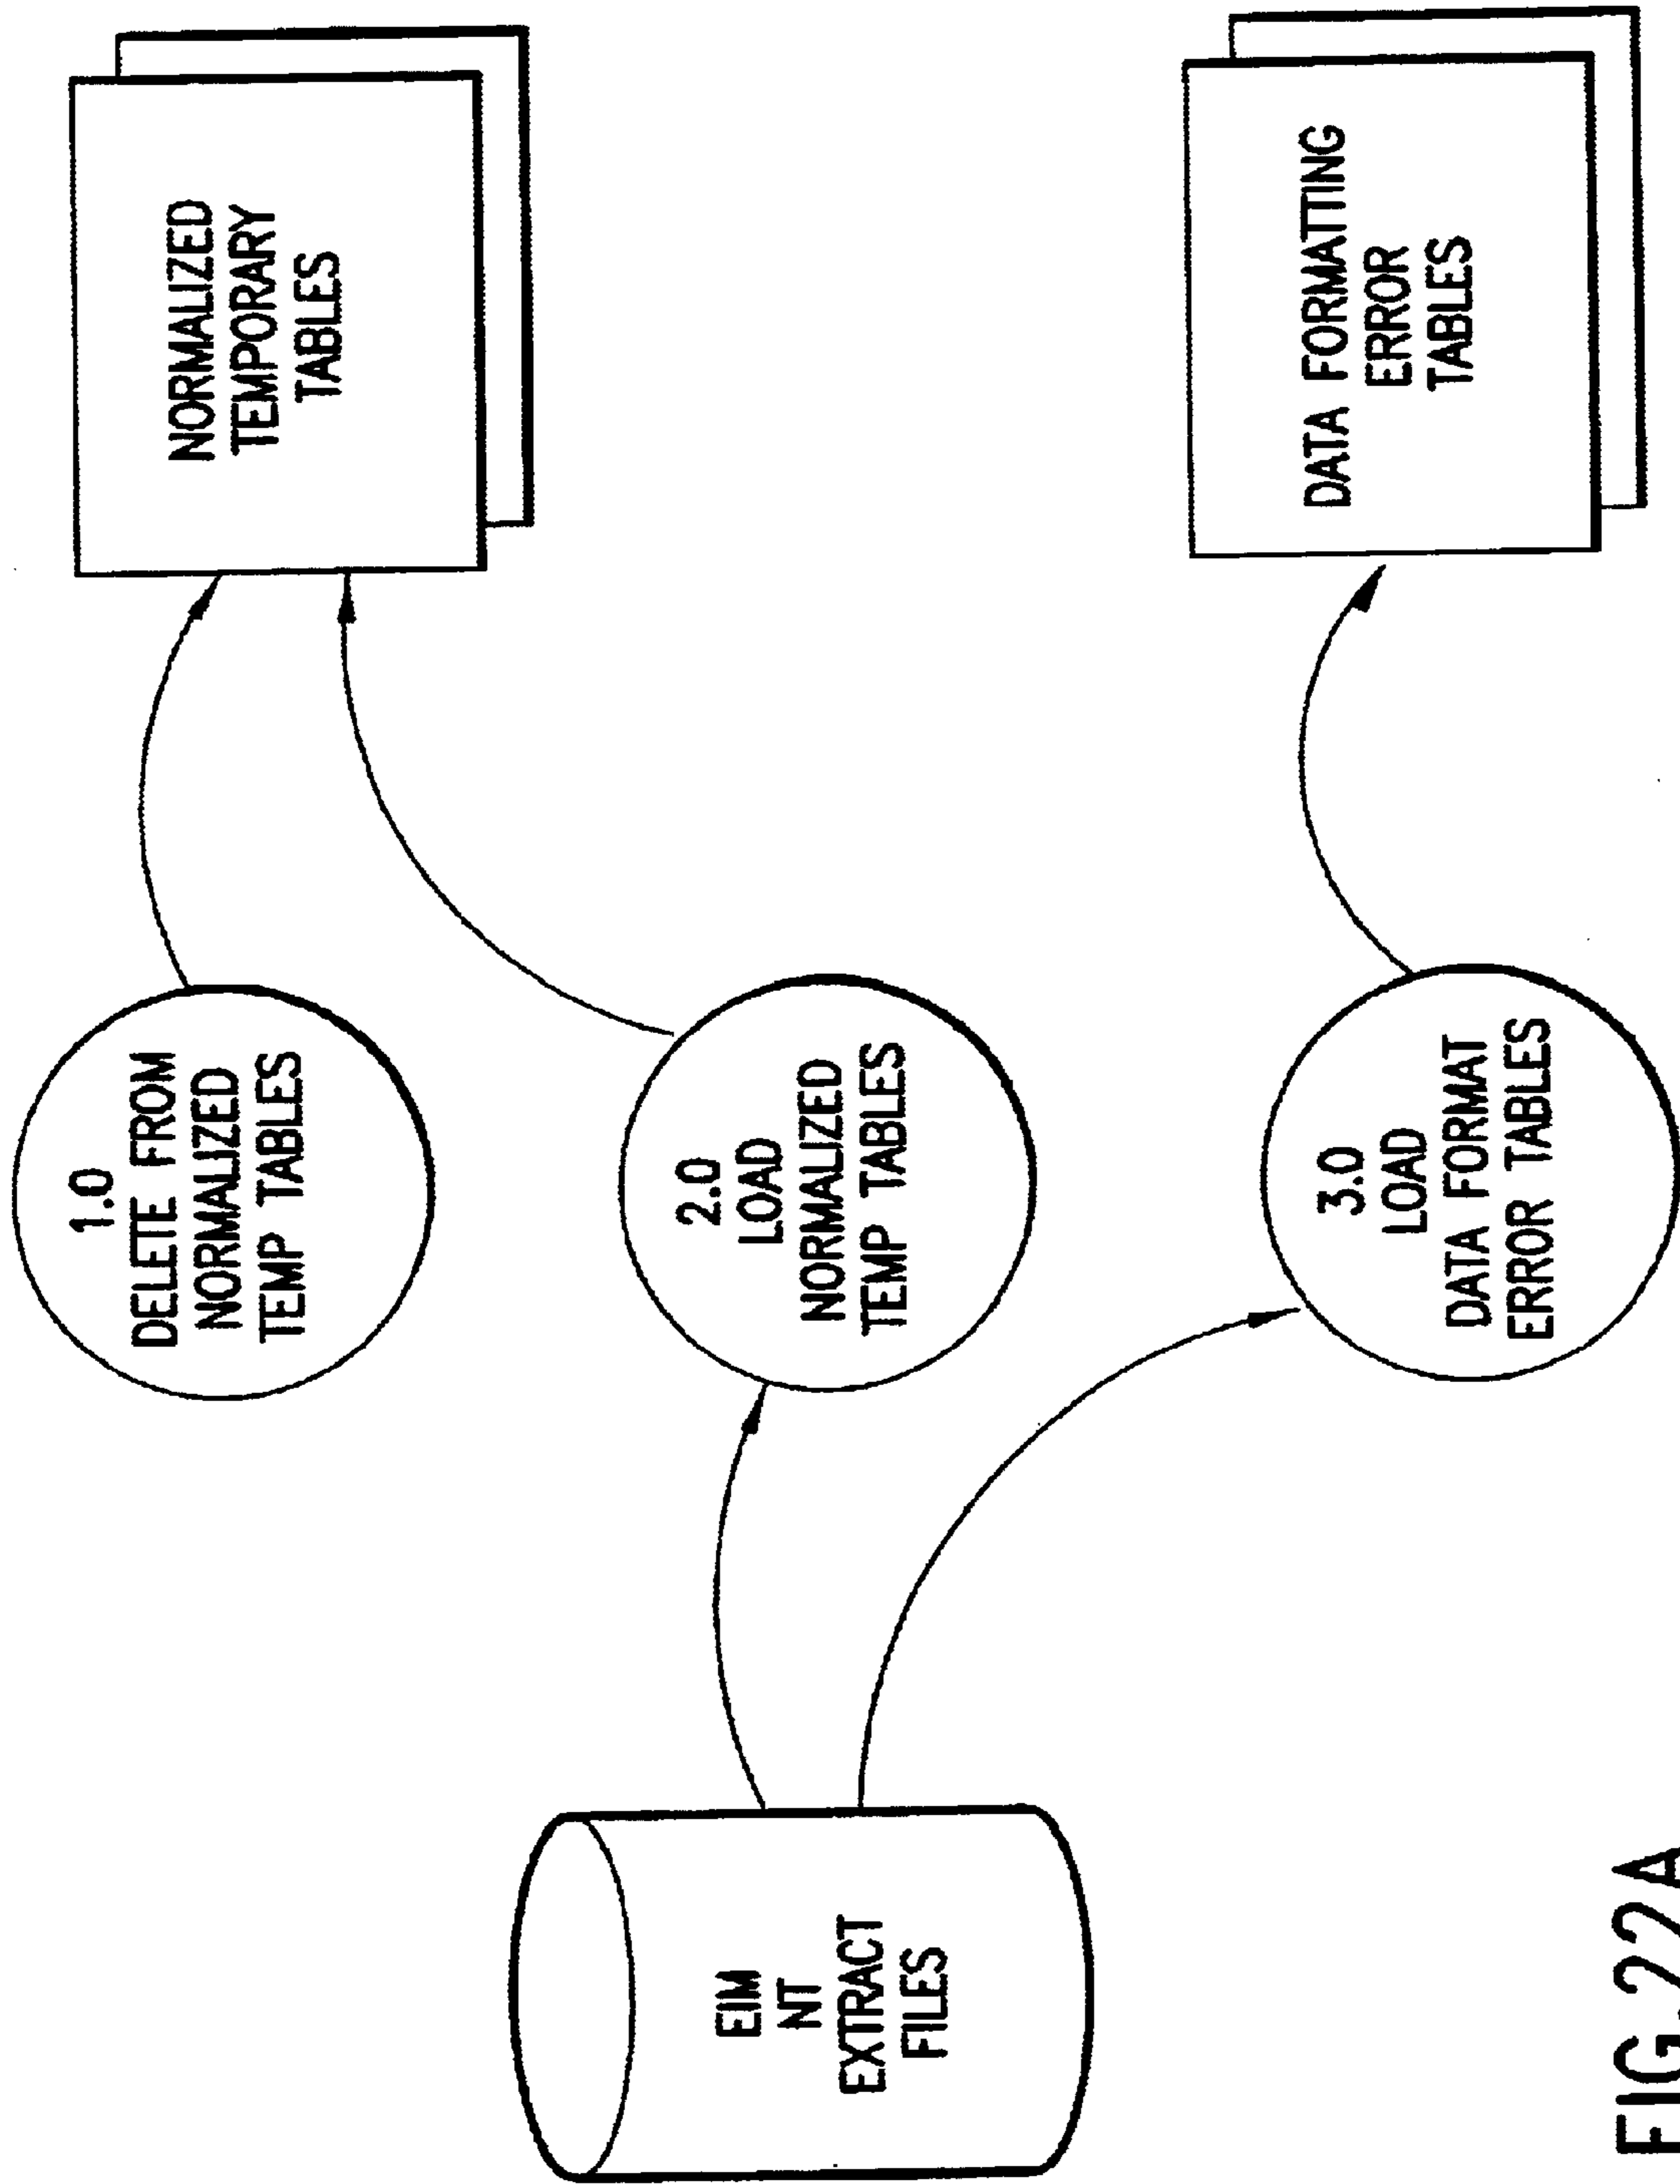 EIM
NT
EXTRACT
FILES
1.0
DELETE FROM
NORMALIZED
TEMP TABLES
2.0
LOAD
NORMALIZED
TEMP TABLES
3.0
LOAD
DATA FORMAT
ERROR TABLES
NORMALIZED
TEMPORARY
TABLES
DATA FORMATTING
ERROR
TABLES
FIG.22A